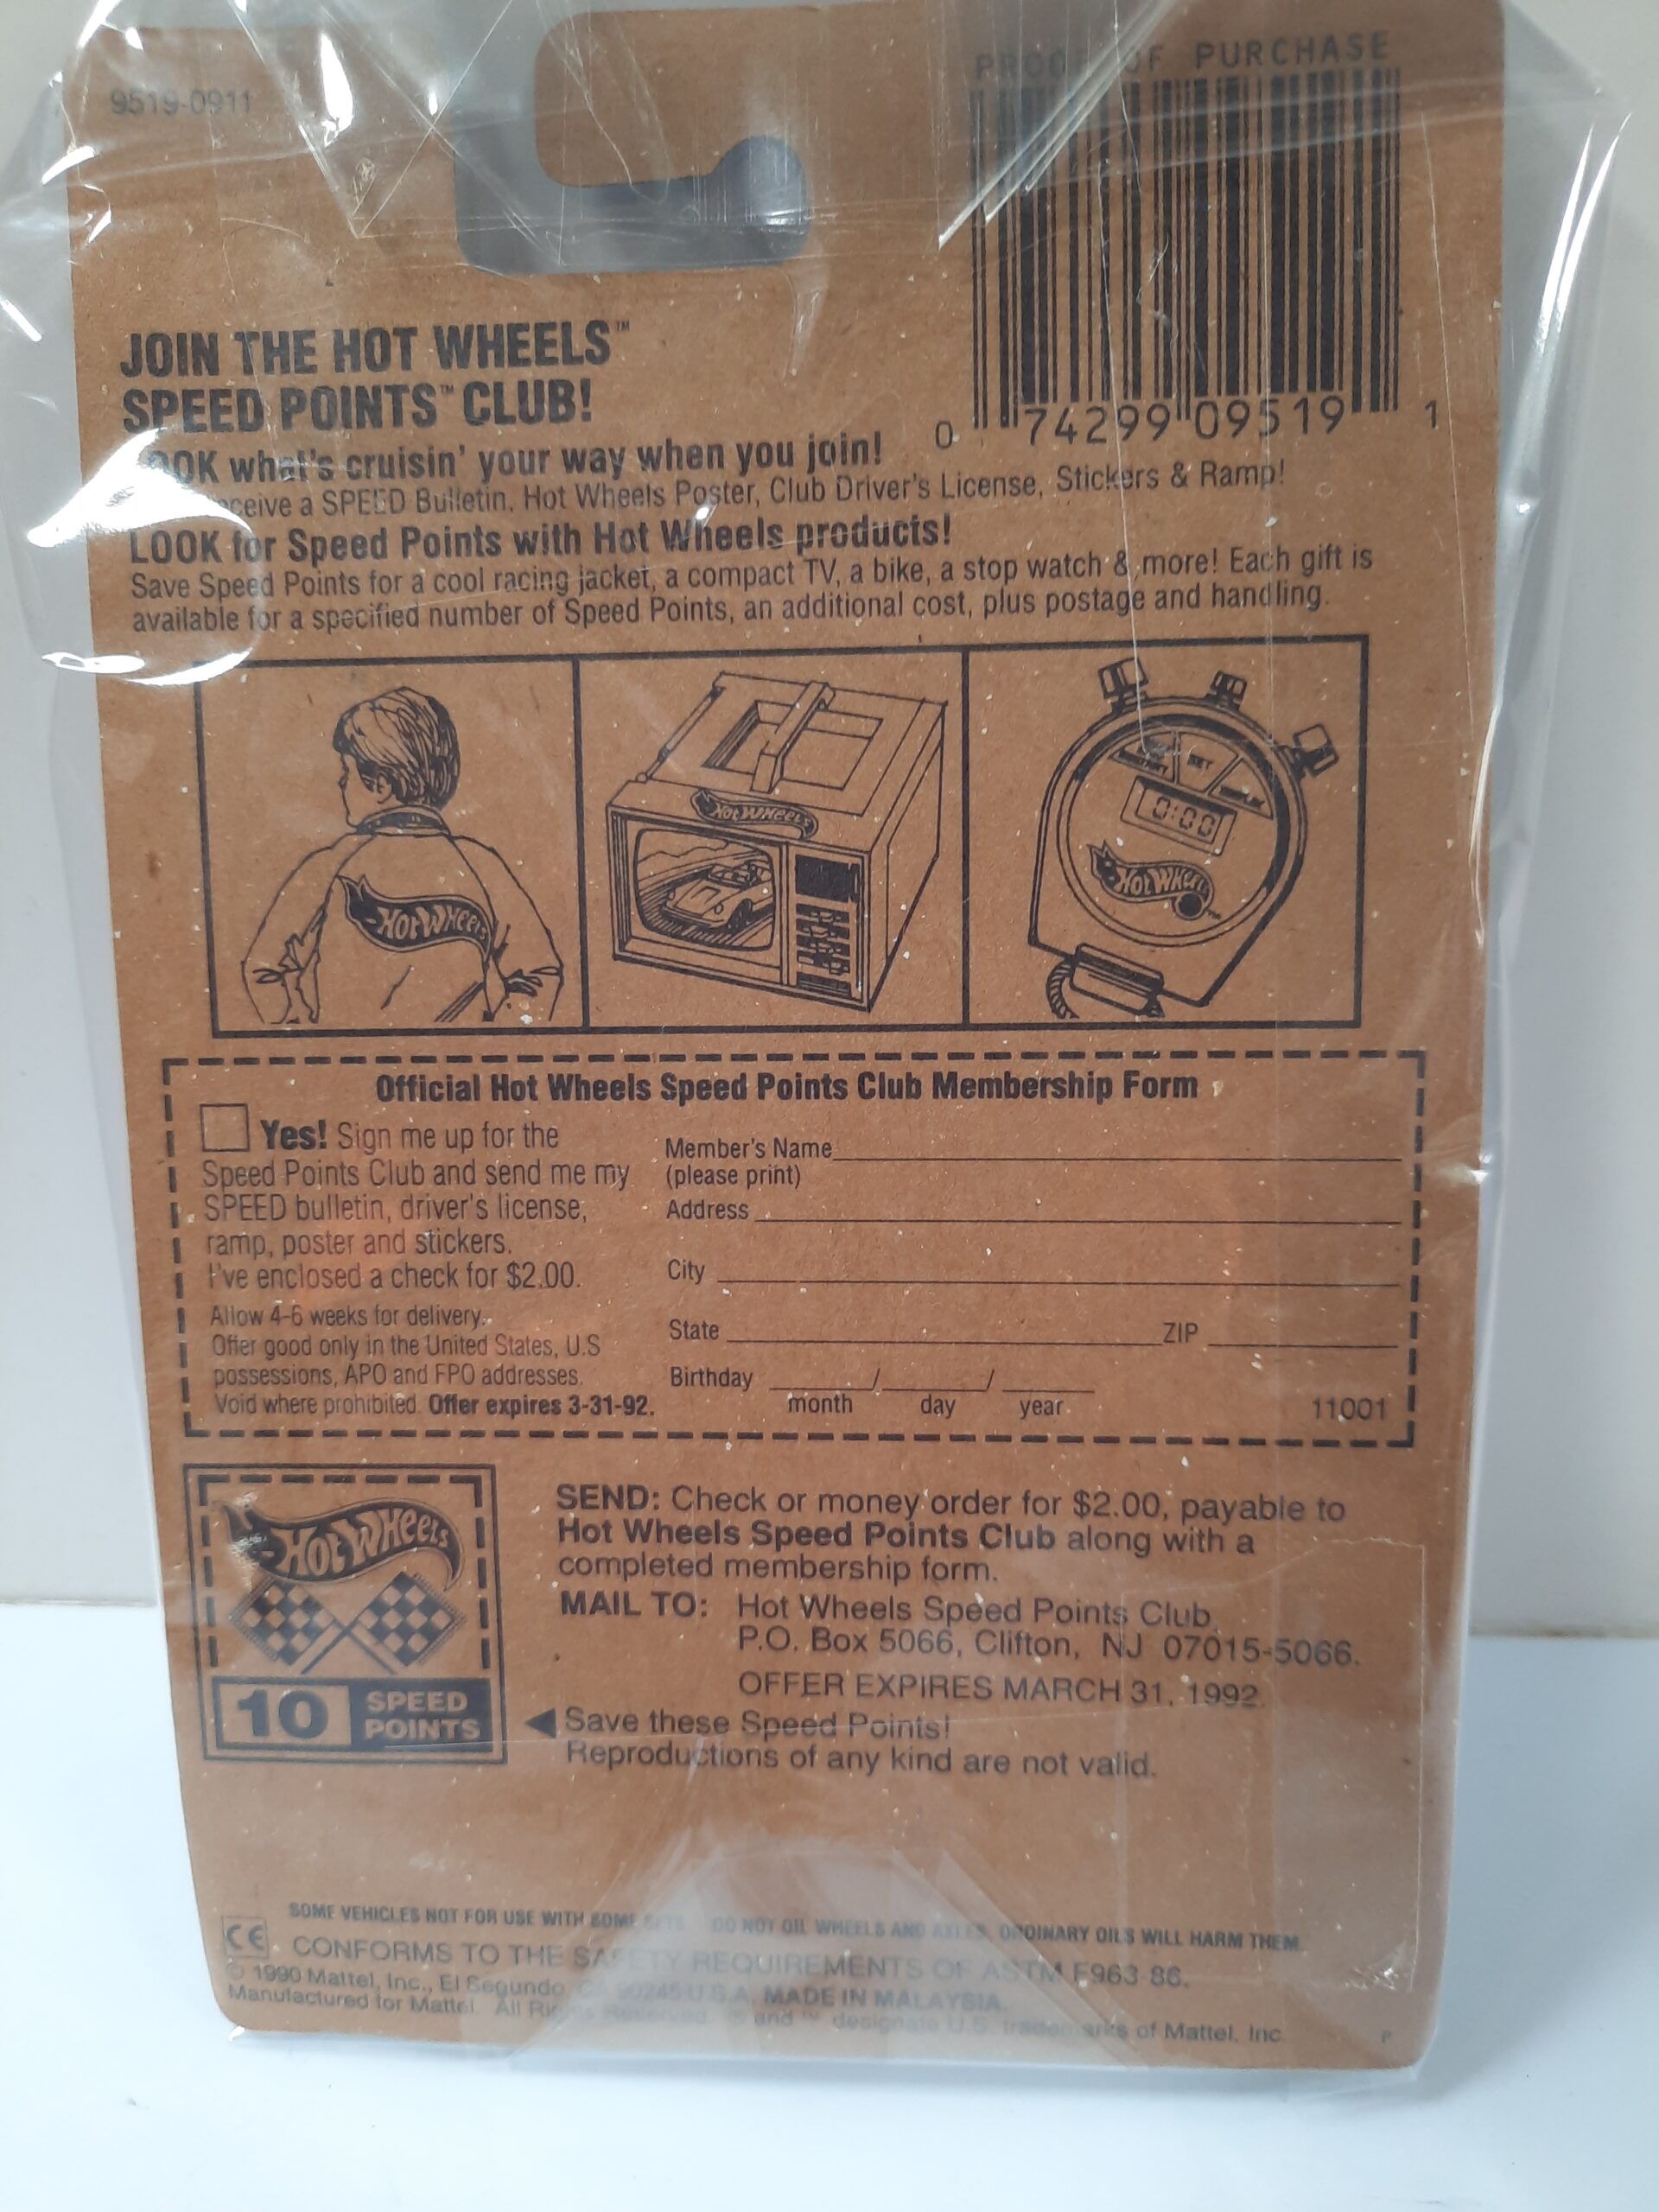 9519-0911
PROOF OF PURCHASE
0 74299 09519 1
JOIN THE HOT WHEELS™
SPEED POINTS™ CLUB!
LOOK what's cruisin' your way when you join!
receive a SPEED Bulletin, Hot Wheels Poster, Club Driver's License, Stickers & Ramp!
LOOK for Speed Points with Hot Wheels products!
Save Speed Points for a cool racing jacket, a compact TV, a bike, a stop watch & more! Each gift is
available for a specified number of Speed Points, an additional cost, plus postage and handling.
HOT WHEELS
HOT WHEELS
SET
0:00
HOT WHEELS
Official Hot Wheels Speed Points Club Membership Form
Yes! Sign me up for the
Speed Points Club and send me my
SPEED bulletin, driver's license,
ramp, poster and stickers.
I've enclosed a check for $2.00.
Allow 4-6 weeks for delivery.
Offer good only in the United States, U.S
possessions, APO and FPO addresses.
Void where prohibited. Offer expires 3-31-92.
Member's Name
(please print)
Address
City
State ZIP
Birthday / /
month day year
11001
HOT WHEELS
10 SPEED
POINTS
SEND: Check or money order for $2.00, payable to
Hot Wheels Speed Points Club along with a
completed membership form.
MAIL TO: Hot Wheels Speed Points Club,
P.O. Box 5066, Clifton, NJ 07015-5066.
OFFER EXPIRES MARCH 31, 1992.
◀ Save these Speed Points!
Reproductions of any kind are not valid.
SOME VEHICLES NOT FOR USE WITH SOME SETS. DO NOT OIL WHEELS AND AXLES. ORDINARY OILS WILL HARM THEM.
CE CONFORMS TO THE SAFETY REQUIREMENTS OF ASTM F963 86.
© 1990 Mattel, Inc., El Segundo, CA 90245 U.S.A. MADE IN MALAYSIA.
Manufactured for Mattel. All Rights Reserved. ® and ™ designate U.S. trademarks of Mattel, Inc.
P